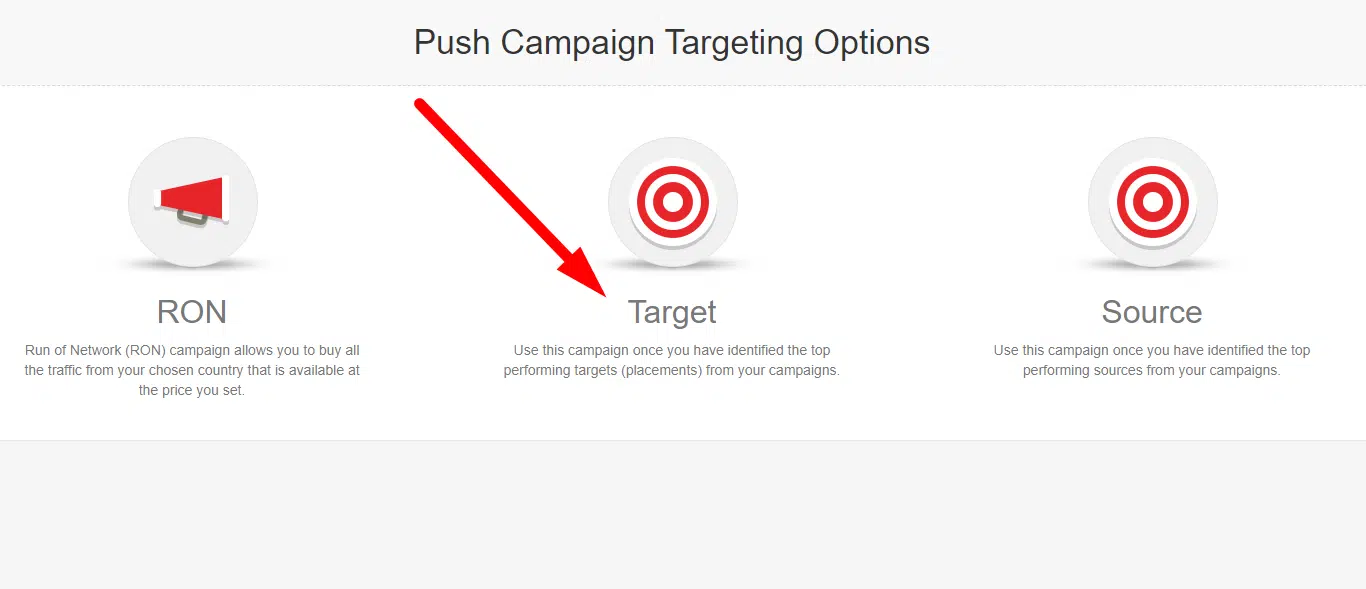 Push Campaign Targeting Options
RON
Run of Network (RON) campaign allows you to buy all
the traffic from your chosen country that is available at
the price you set.
Target
Use this campaign once you have identified the top
performing targets (placements) from your campaigns.
Source
Use this campaign once you have identified the top
performing sources from your campaigns.